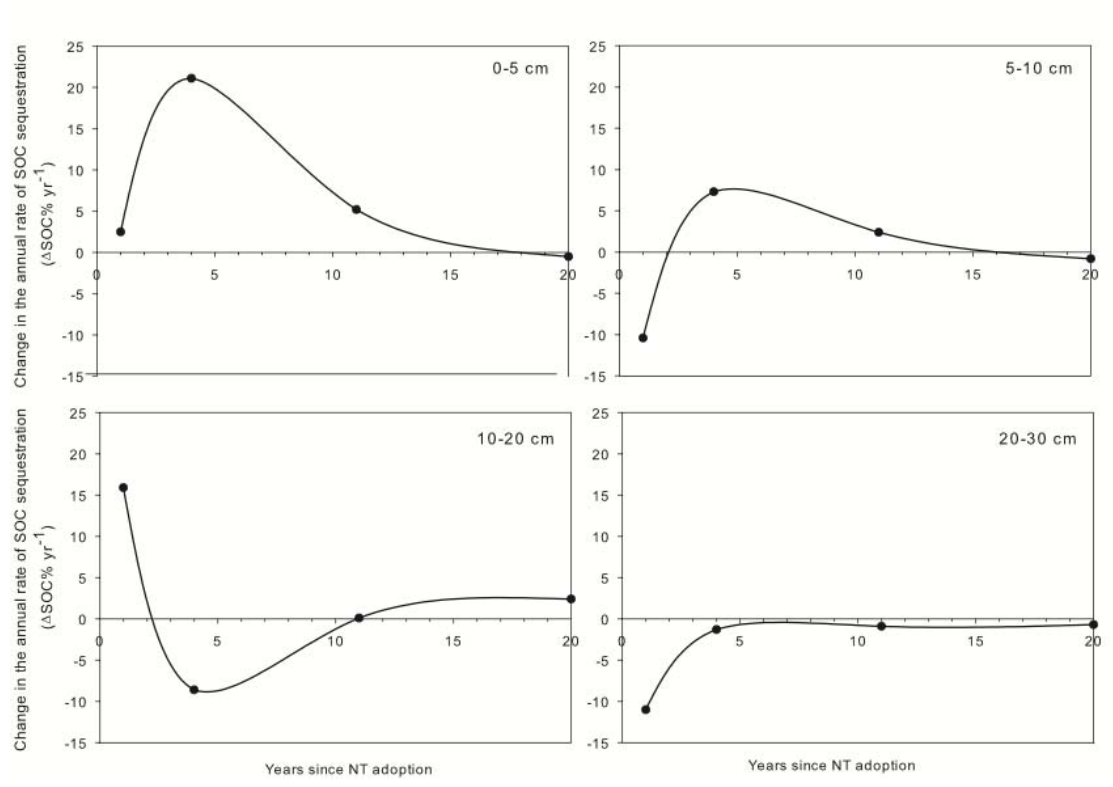 Change in the annual rate of SOC sequestration
(ΔSOC% yr⁻¹)
25
20
15
10
5
0
-5
-10
-15
0 5 10 15 20
0-5 cm
25
20
15
10
5
0
-5
-10
-15
0 5 10 15 20
5-10 cm
Change in the annual rate of SOC sequestration
(ΔSOC% yr⁻¹)
25
20
15
10
5
0
-5
-10
-15
0 5 10 15 20
10-20 cm
Years since NT adoption
25
20
15
10
5
0
-5
-10
-15
0 5 10 15 20
20-30 cm
Years since NT adoption